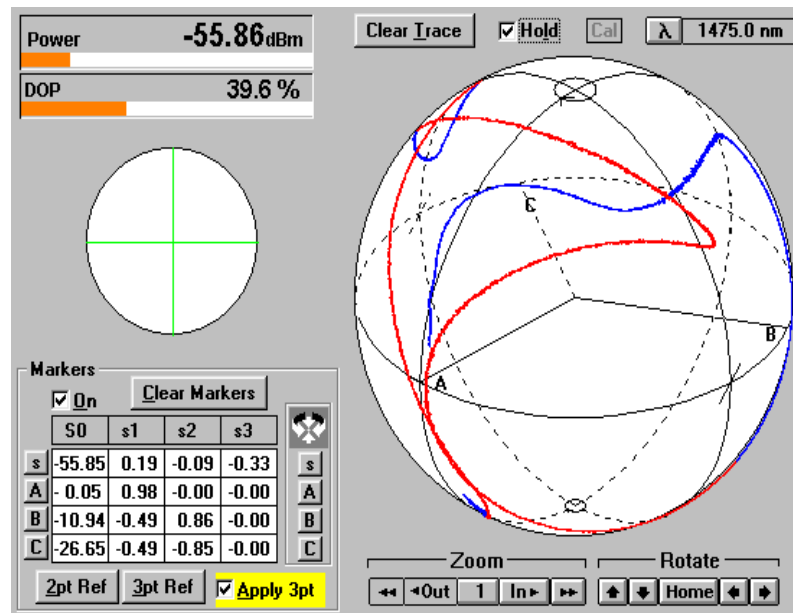 Power -55.86dBm
DOP 39.6 %
Clear Trace Hold Cal λ 1475.0 nm
C
B
A
Markers
On Clear Markers
S0 s1 s2 s3
s -55.85 0.19 -0.09 -0.33 s
A - 0.05 0.98 -0.00 -0.00 A
B -10.94 -0.49 0.86 -0.00 B
C -26.65 -0.49 -0.85 -0.00 C
2pt Ref 3pt Ref Apply 3pt
Zoom Rotate
Out 1 In Home